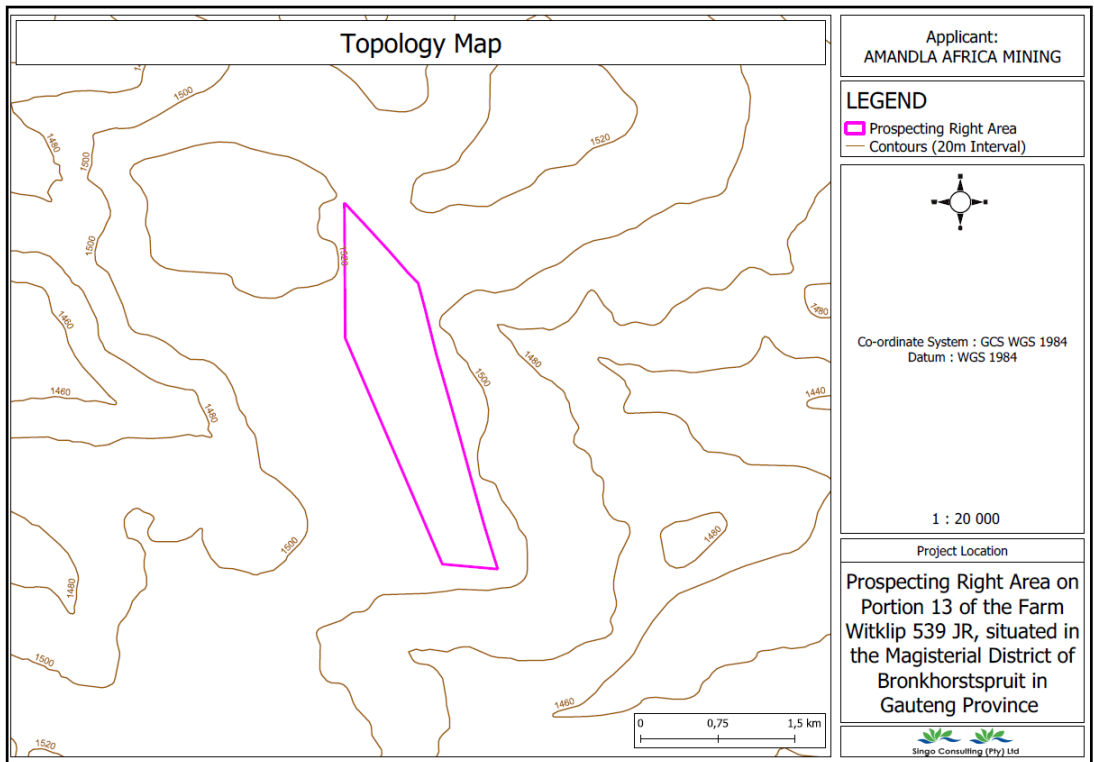 Topology Map
Applicant:
AMANDLA AFRICA MINING
LEGEND
Prospecting Right Area
Contours (20m Interval)
Co-ordinate System : GCS WGS 1984
Datum : WGS 1984
1 : 20 000
Project Location
Prospecting Right Area on
Portion 13 of the Farm
Witklip 539 JR, situated in
the Magisterial District of
Bronkhorstspruit in
Gauteng Province
Singo Consulting (Pty) Ltd
1500
1480
1500
1520
1500
1520
1480
1460
1500
1480
1460
1440
1480
1480
1500
1480
1500
1460
1520
0 0,75 1,5 km